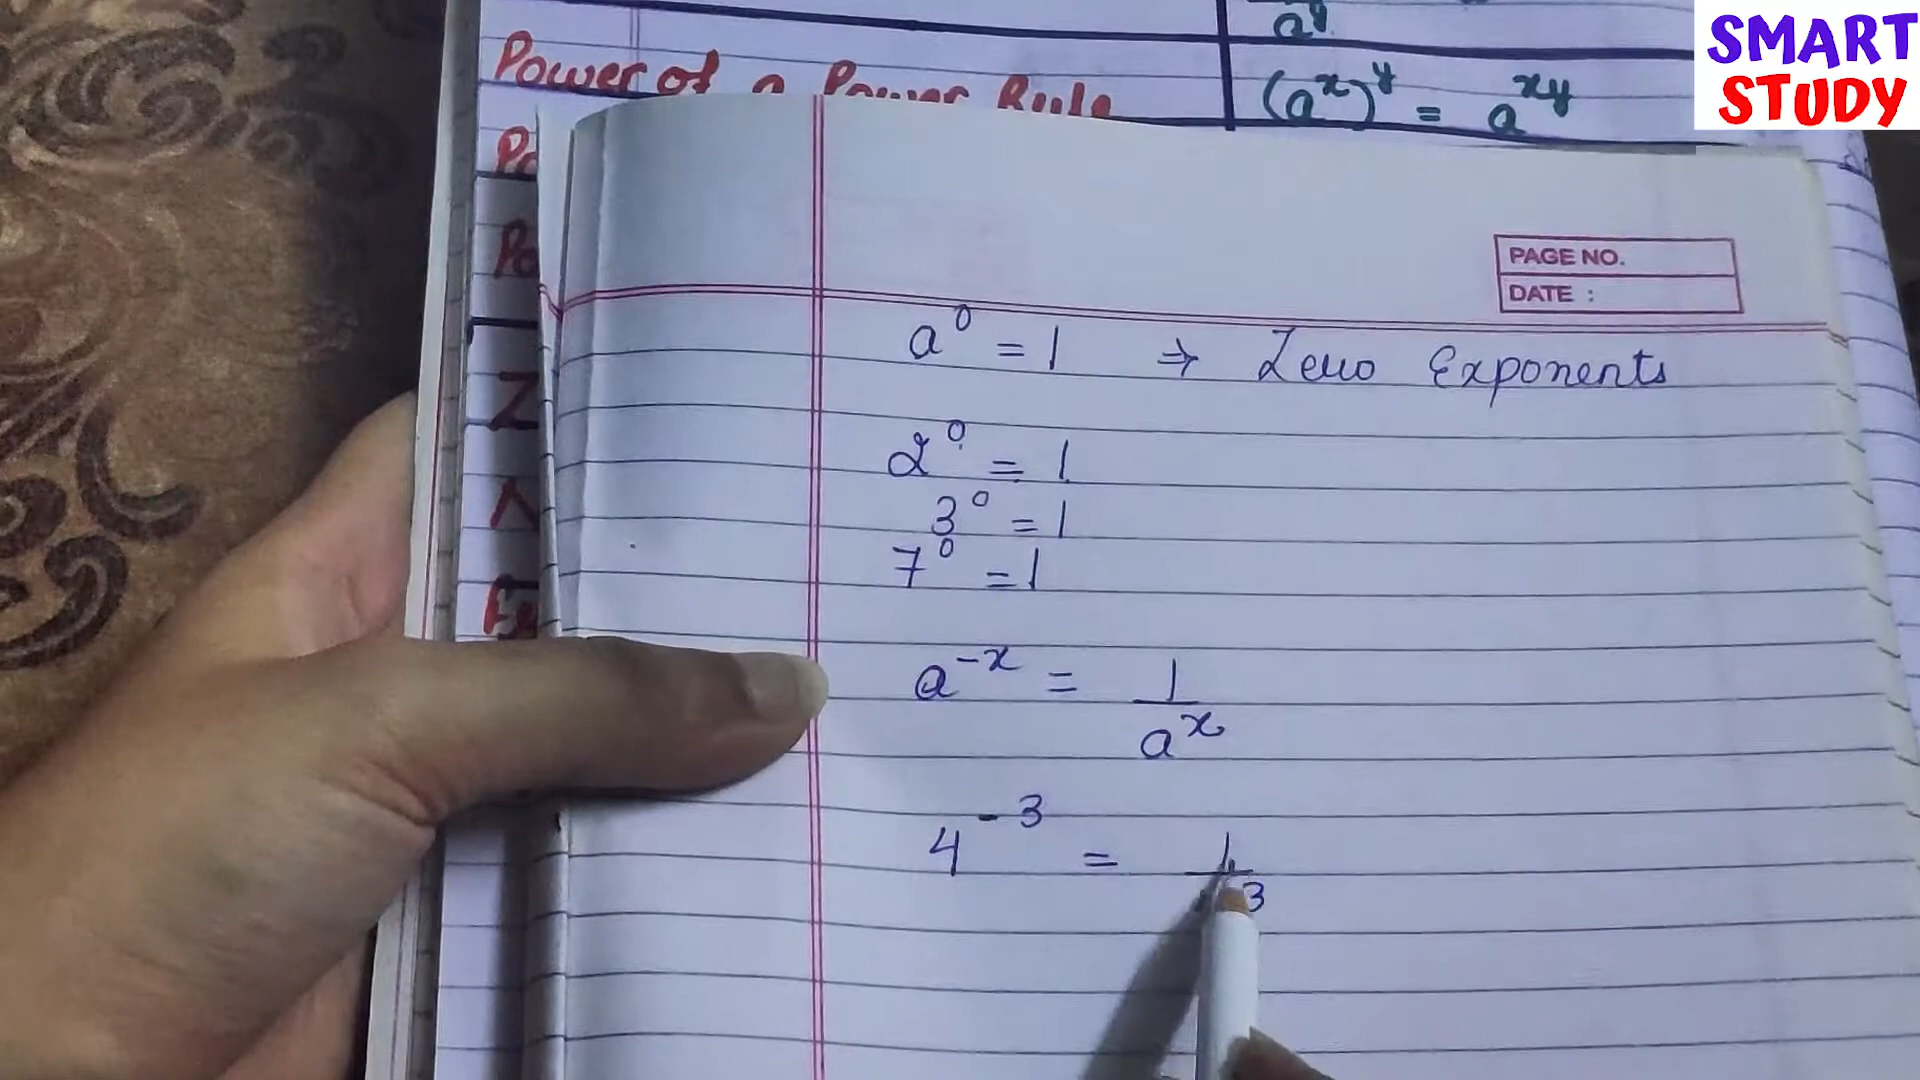 a^y
Power of a Power Rule (a^x)^y = a^xy
SMART
STUDY
PAGE NO.
DATE :
a^0 = 1 ⇒ Zero Exponents
2^0 = 1
3^0 = 1
7^0 = 1
a^-x = 1/a^x
4^-3 = 1/ ^3